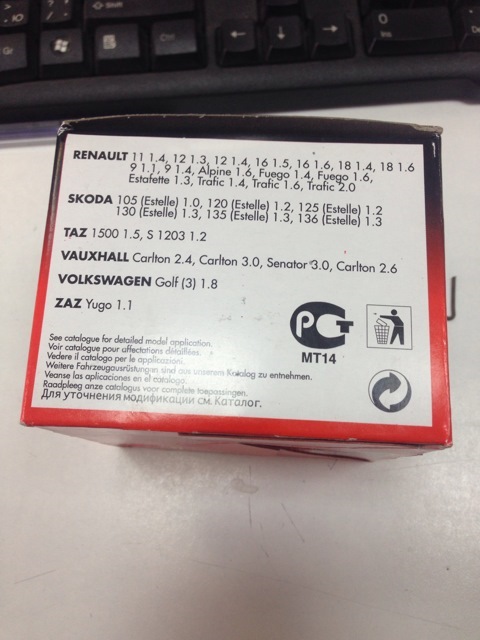 Ю
Gr
0
Ins
De
RENAULT 11 1.4, 12 1.3, 12 1.4, 16 1.5, 16 1.6, 18 1.4, 18 1.6
9 1.1, 9 1.4, Alpine 1.6, Fuego 1.4, Fuego 1.6,
Estafette 1.3, Trafic 1.4, Trafic 1.6, Trafic 2.0
SKODA 105 (Estelle) 1.0, 120 (Estelle) 1.2, 125 (Estelle) 1.2
130 (Estelle) 1.3, 135 (Estelle) 1.3, 136 (Estelle) 1.3
TAZ 1500 1.5, S 1203 1.2
VAUXHALL Carlton 2.4, Carlton 3.0, Senator 3.0, Carlton 2.6
VOLKSWAGEN Golf (3) 1.8
ZAZ Yugo 1.1
РСТ
MT14
See catalogue for detailed model application.
Voir catalogue pour affectations détaillées.
Vedere il catalogo per le applicazioni.
Weitere Fahrzeugausrüstungen sind aus unserem Katalog zu entnehmen.
Veanse las aplicaciones en el catalogo.
Raadpleeg onze catalogus voor complete toepassingen.
Для уточнения модификации см. Каталог.